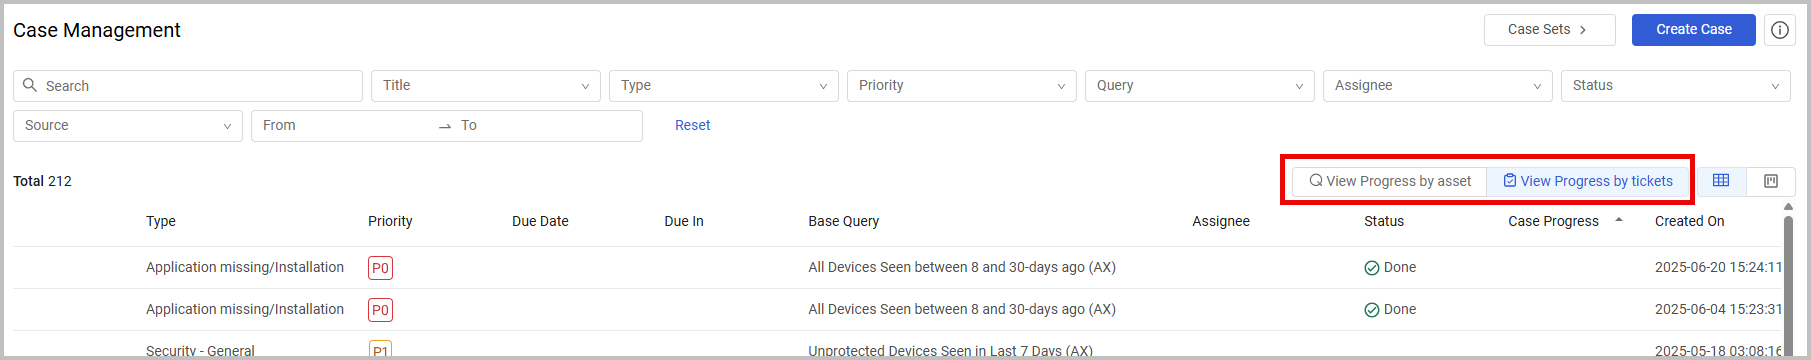 Case Management
Case Sets
Create Case
Search
Title
Type
Priority
Query
Assignee
Status
Source
From
To
Reset
Total 212
View Progress by asset
View Progress by tickets
Type Priority Due Date Due In Base Query Assignee Status Case Progress Created On
Application missing/Installation P0 All Devices Seen between 8 and 30-days ago (AX) Done 2025-06-20 15:24:11
Application missing/Installation P0 All Devices Seen between 8 and 30-days ago (AX) Done 2025-06-04 15:23:31
Security - General P1 Unprotected Devices Seen in Last 7 Days (AX) 2025-05-18 03:08:16